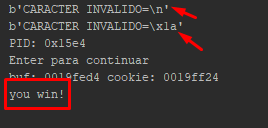 b'CARACTER INVALIDO=\n'
b'CARACTER INVALIDO=\x1a'
PID: 0x15e4
Enter para continuar
buf: 0019fed4 cookie: 0019ff24
you win!